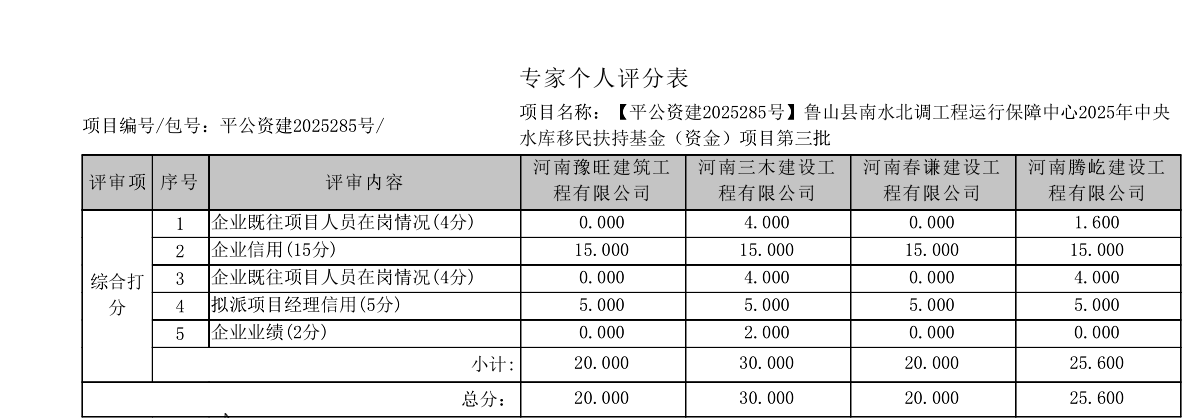 专家个人评分表
项目编号/包号：平公资建2025285号/
项目名称：【平公资建2025285号】鲁山县南水北调工程运行保障中心2025年中央
水库移民扶持基金（资金）项目第三批
评审项 序号 评审内容 河南豫旺建筑工程有限公司 河南三木建设工程有限公司 河南春谦建设工程有限公司 河南腾屹建设工程有限公司
综合打分
1 企业既往项目人员在岗情况(4分) 0.000 4.000 0.000 1.600
2 企业信用(15分) 15.000 15.000 15.000 15.000
3 企业既往项目人员在岗情况(4分) 0.000 4.000 0.000 4.000
4 拟派项目经理信用(5分) 5.000 5.000 5.000 5.000
5 企业业绩(2分) 0.000 2.000 0.000 0.000
小计: 20.000 30.000 20.000 25.600
总分: 20.000 30.000 20.000 25.600